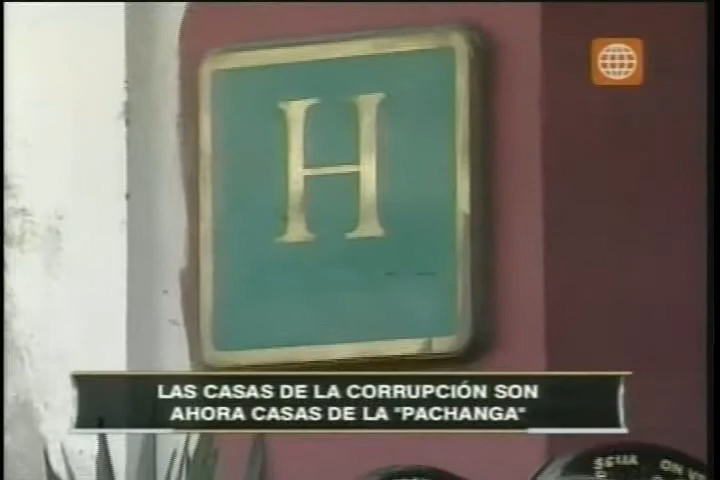 H
LAS CASAS DE LA CORRUPCIÓN SON
AHORA CASAS DE LA "PACHANGA"